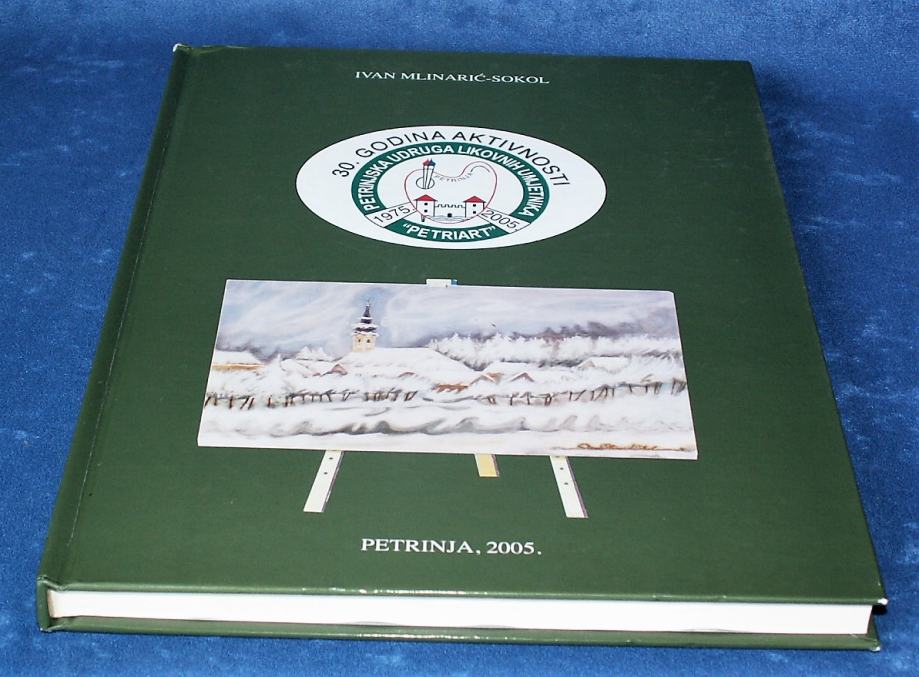 IVAN MLINARIĆ-SOKOL
30. GODINA AKTIVNOSTI
PETRINJSKA UDRUGA LIKOVNIH UMJETNIKA
PETRINJA
1975 2005.
"PETRIART"
PETRINJA, 2005.